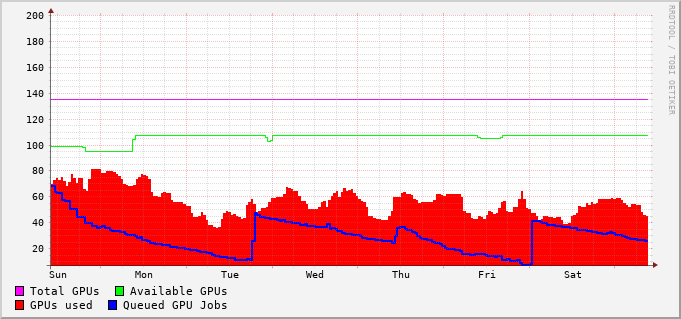 200
180
160
140
120
100
80
60
40
20
Sun Mon Tue Wed Thu Fri Sat
RRDTOOL / TOBI OETIKER
Total GPUs Available GPUs
GPUs used Queued GPU Jobs